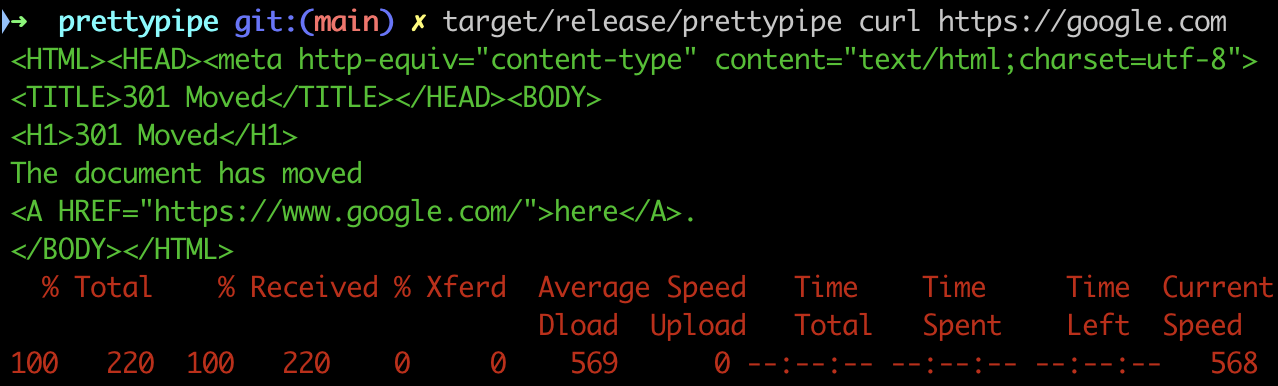 ➜  prettypipe git:(main) ✗ target/release/prettypipe curl https://google.com
<HTML><HEAD><meta http-equiv="content-type" content="text/html;charset=utf-8">
<TITLE>301 Moved</TITLE></HEAD><BODY>
<H1>301 Moved</H1>
The document has moved
<A HREF="https://www.google.com/">here</A>.
</BODY></HTML>
  % Total    % Received % Xferd  Average Speed   Time    Time     Time  Current
                                 Dload  Upload   Total   Spent    Left  Speed
100   220  100   220    0     0    569      0 --:--:-- --:--:-- --:--:--   568